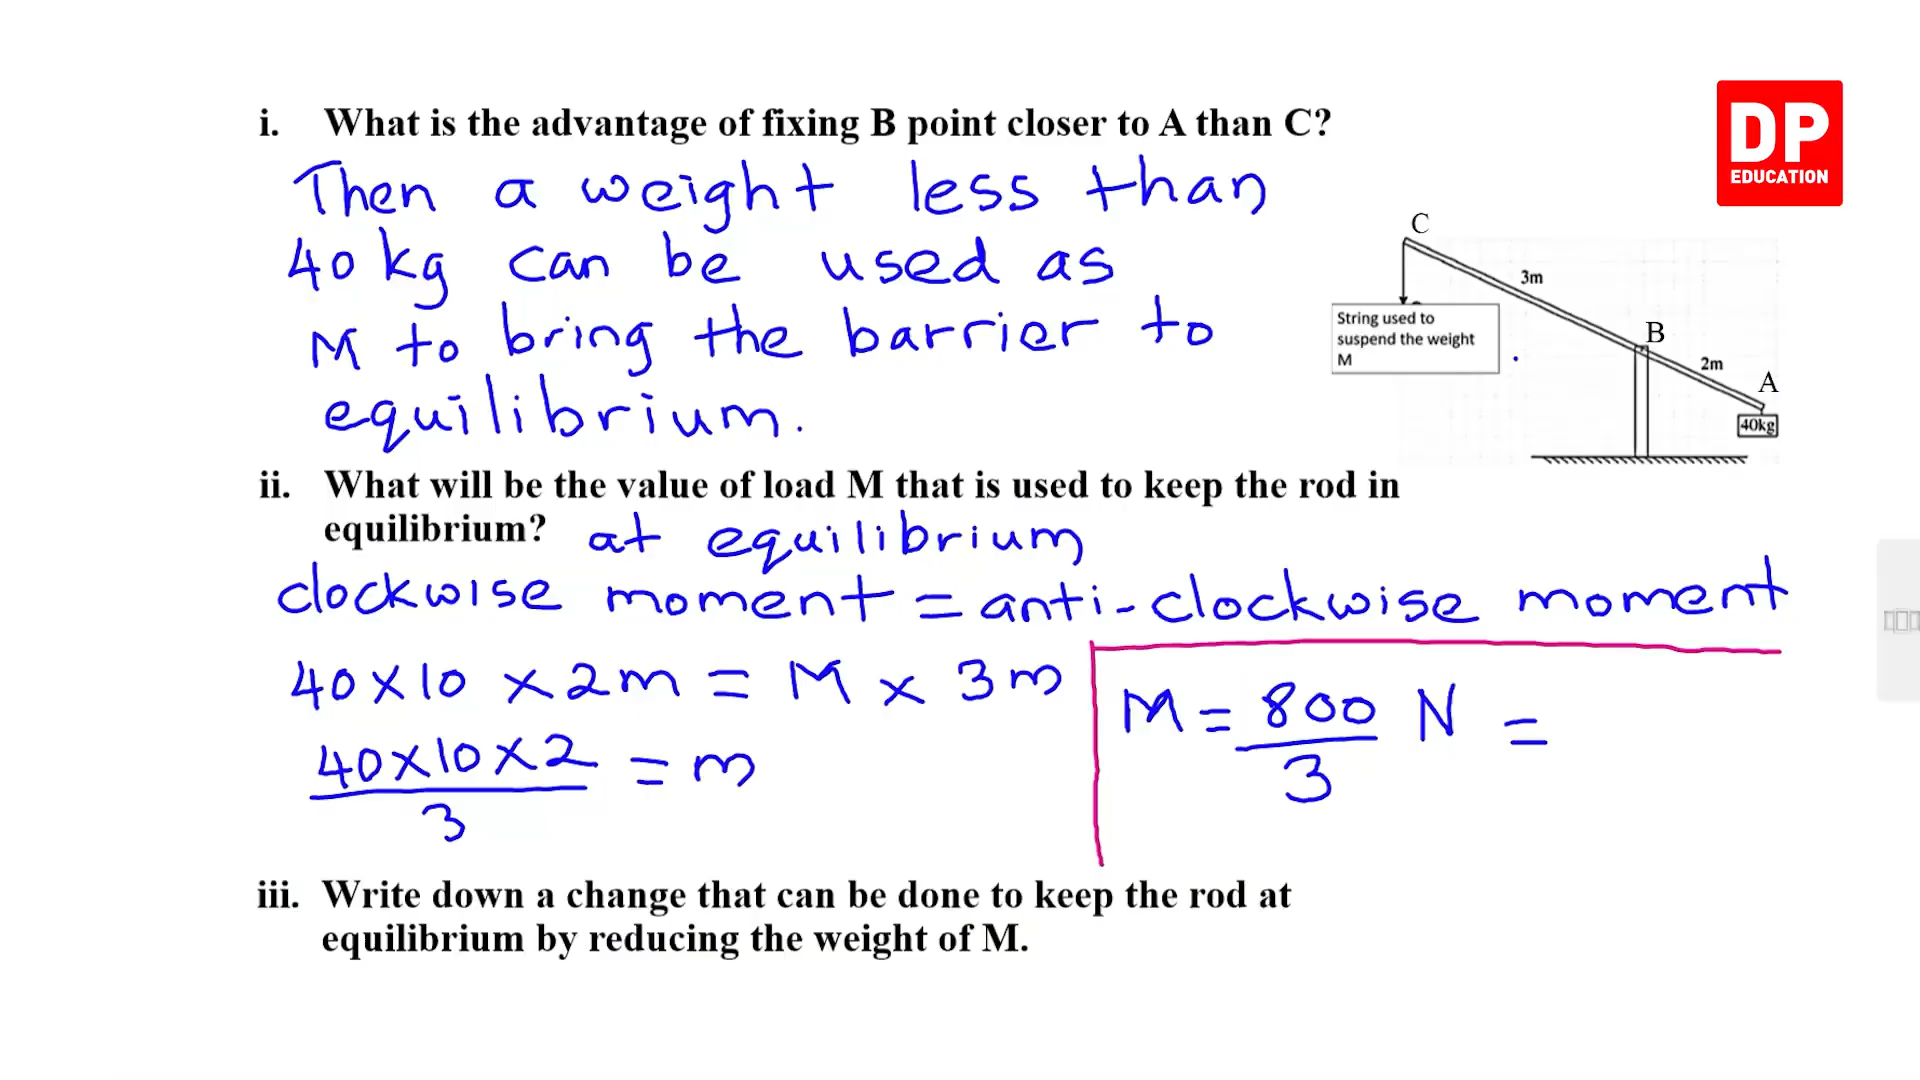 DP
EDUCATION
i. What is the advantage of fixing B point closer to A than C?
Then a weight less than
40 kg can be used as
M to bring the barrier to
equilibrium.
C
3m
String used to
suspend the weight
M
B
2m
A
40kg
ii. What will be the value of load M that is used to keep the rod in
equilibrium? at equilibrium
clockwise moment = anti-clockwise moment
40 × 10 × 2m = M × 3m
40 × 10 × 2 / 3 = m
M = 800 / 3 N =
iii. Write down a change that can be done to keep the rod at
equilibrium by reducing the weight of M.